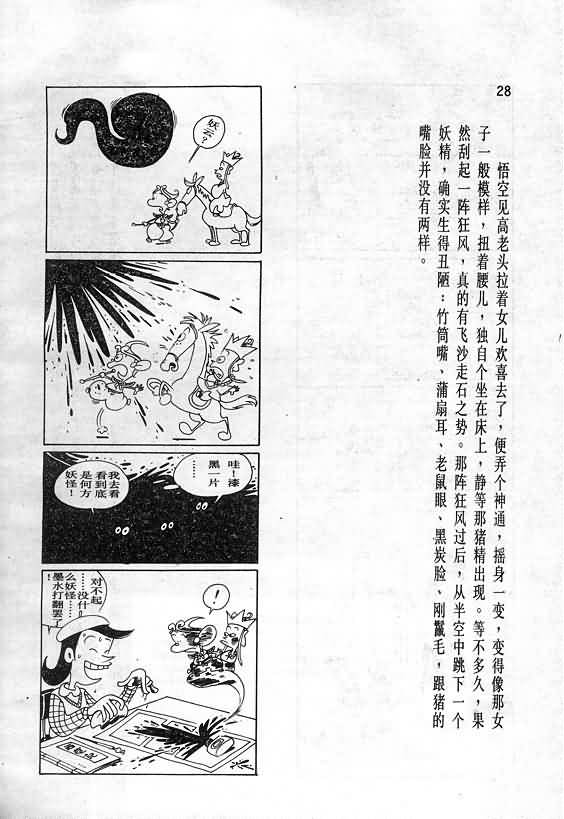 28
悟空见高老头拉着女儿欢喜去了，便弄个神通，摇身一变，变得像那女
子一般模样，扭着腰儿，独自个坐在床上，静等那猪精出现。等不多久，果
然刮起一阵狂风，真的有飞沙走石之势。那阵狂风过后，从半空中跳下一个
妖精，确实生得丑陋：竹筒嘴、蒲扇耳、老鼠眼、黑炭脸、刚鬣毛，跟猪的
嘴脸并没有两样。
妖云？
哇！漆
黑一片
……
我去看
看到底
是何方
妖怪！
！
对不起
……没什
么妖怪……
墨水打翻罢了
！